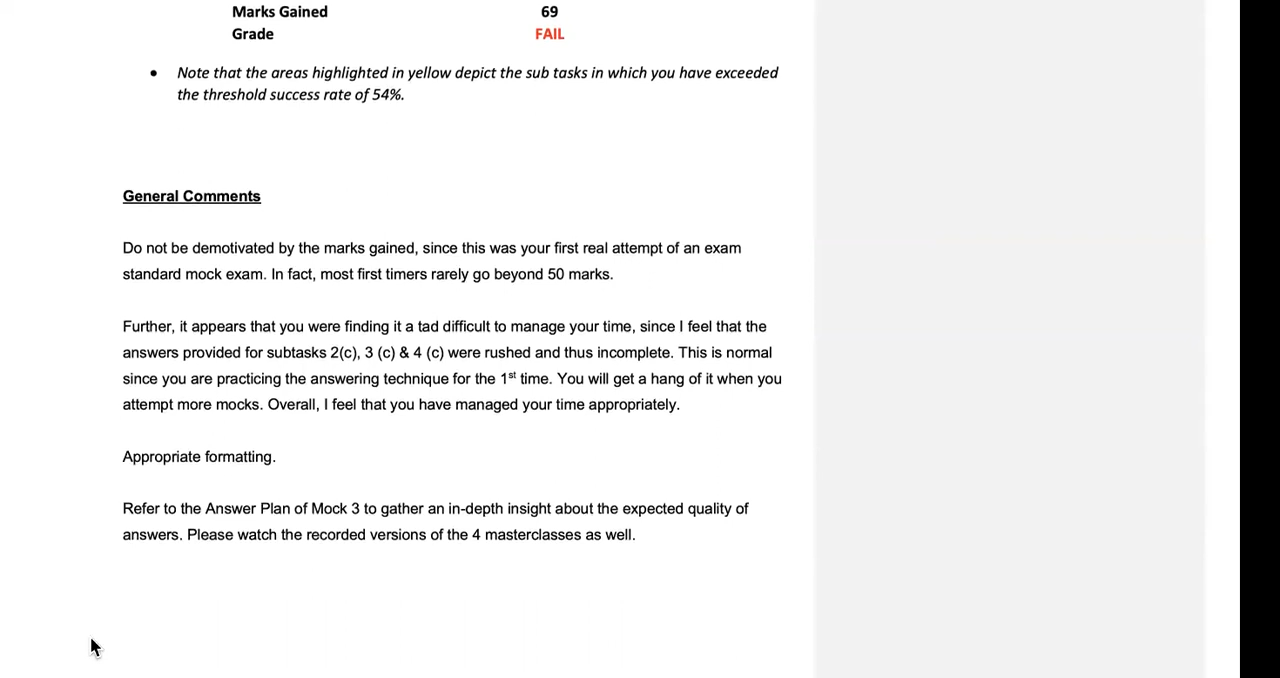 Marks Gained 69
Grade FAIL
• Note that the areas highlighted in yellow depict the sub tasks in which you have exceeded
the threshold success rate of 54%.
General Comments
Do not be demotivated by the marks gained, since this was your first real attempt of an exam
standard mock exam. In fact, most first timers rarely go beyond 50 marks.
Further, it appears that you were finding it a tad difficult to manage your time, since I feel that the
answers provided for subtasks 2(c), 3 (c) & 4 (c) were rushed and thus incomplete. This is normal
since you are practicing the answering technique for the 1st time. You will get a hang of it when you
attempt more mocks. Overall, I feel that you have managed your time appropriately.
Appropriate formatting.
Refer to the Answer Plan of Mock 3 to gather an in-depth insight about the expected quality of
answers. Please watch the recorded versions of the 4 masterclasses as well.